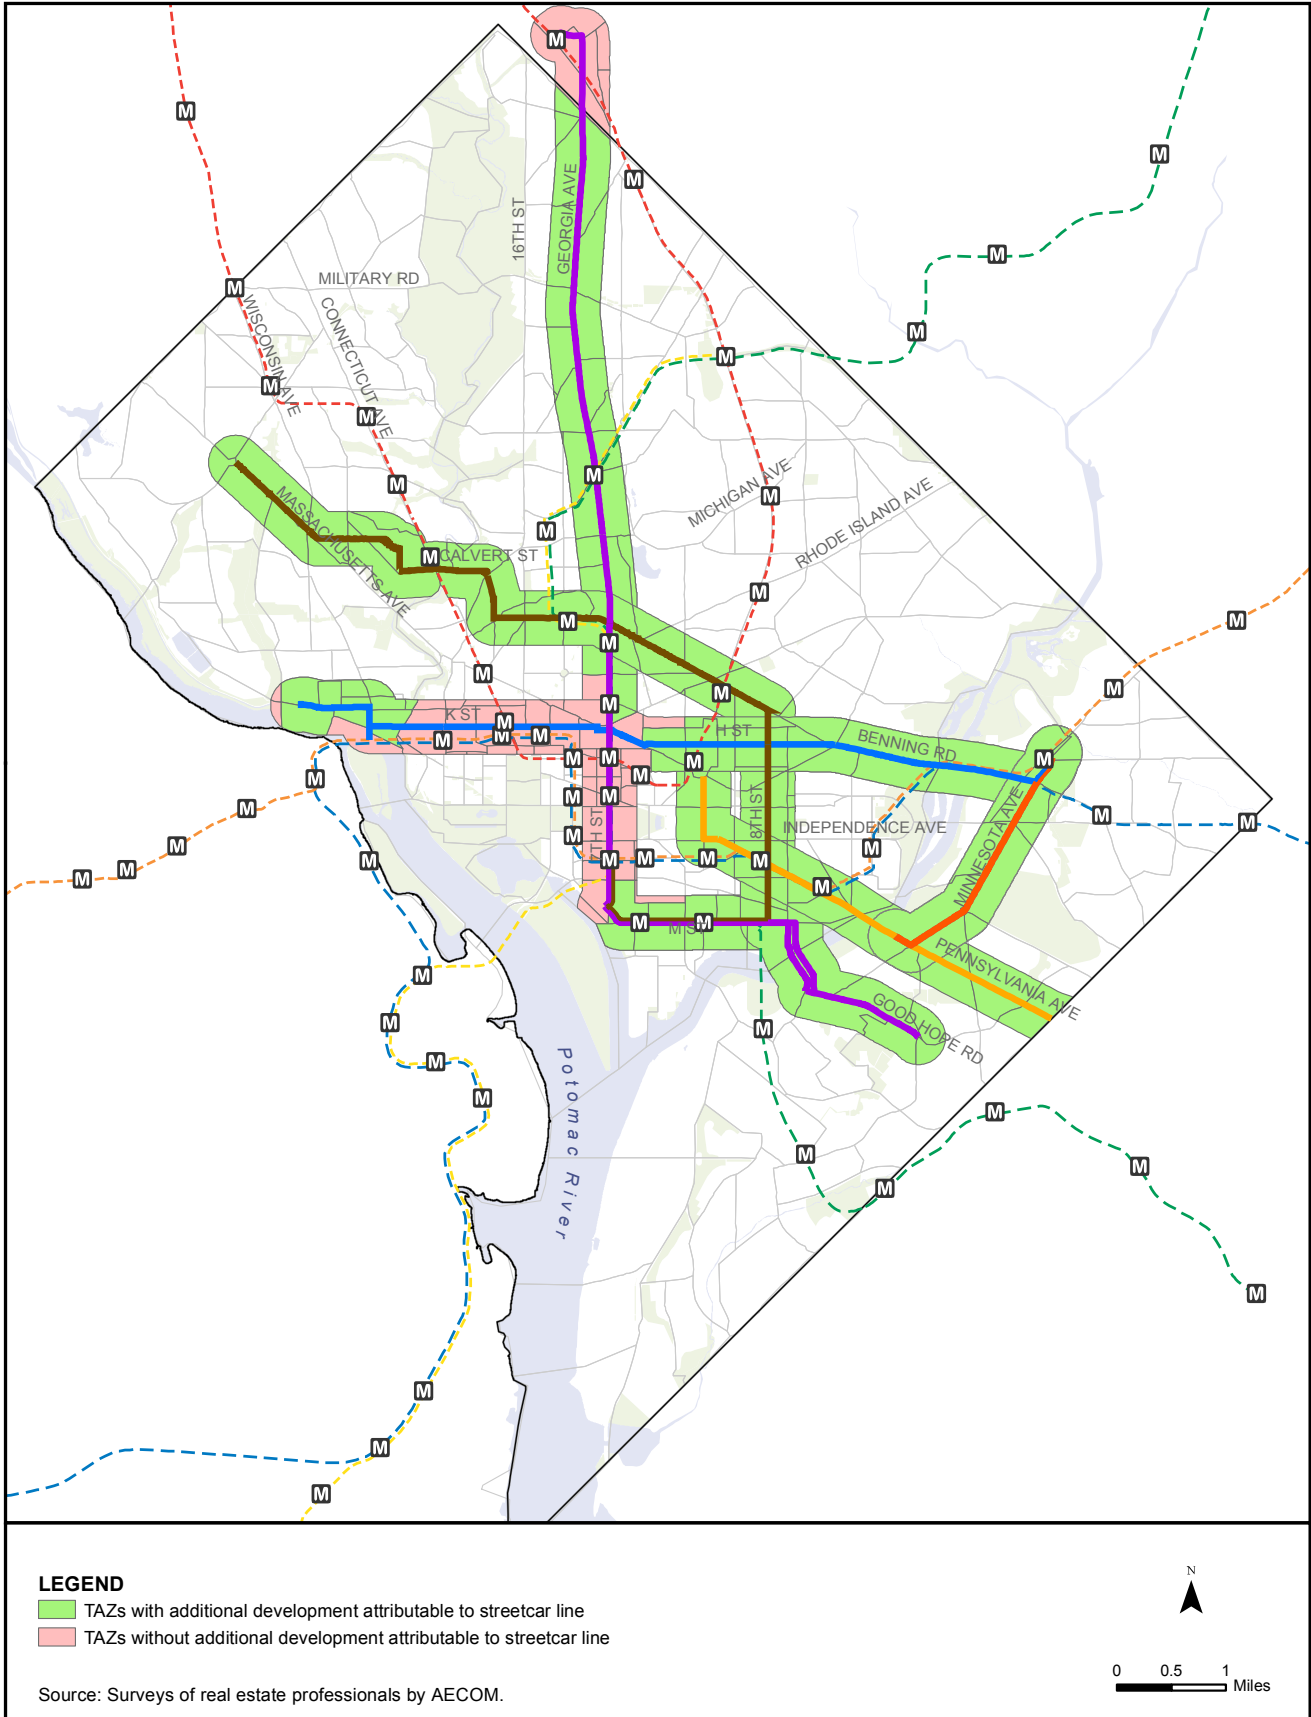 M
M
M
M
GEORGIA AVE
16TH ST
M
MILITARY RD
M
M
WISCONSIN AVE
CONNECTICUT AVE
M
M
M
M
M
M
MICHIGAN AVE
RHODE ISLAND AVE
M
M
MASSACHUSETTS AVE
M
CALVERT ST
M
M
M
M
M
M
M
M
M
K ST
M
H ST
BENNING RD
M
M
M
M
M
M
M
M
M
M
M
M
M
8TH ST
MINNESOTA AVE
M
M
M
7TH ST
INDEPENDENCE AVE
M
M
M
M
M
M
M
M
M
M
M
M
M
M ST
PENNSYLVANIA AVE
M
GOOD HOPE RD
M
M
M
M
Potomac River
M
M
M
M
M
M
M
M
LEGEND
TAZs with additional development attributable to streetcar line
TAZs without additional development attributable to streetcar line
Source: Surveys of real estate professionals by AECOM.
N
0 0.5 1
Miles